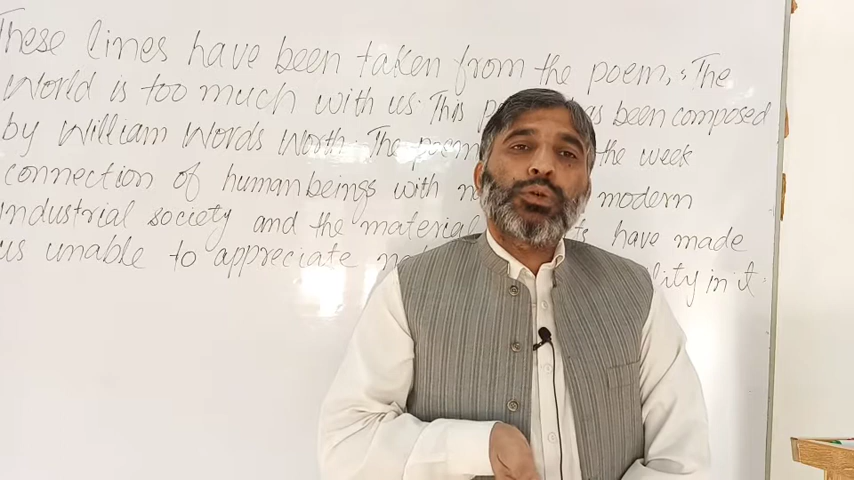 These lines have been taken from the poem, "The
World is too much with us. This has been composed
by William Words Worth. The poem the week
connection of human beings with modern
industrial society and the material have made
us unable to appreciate in it.